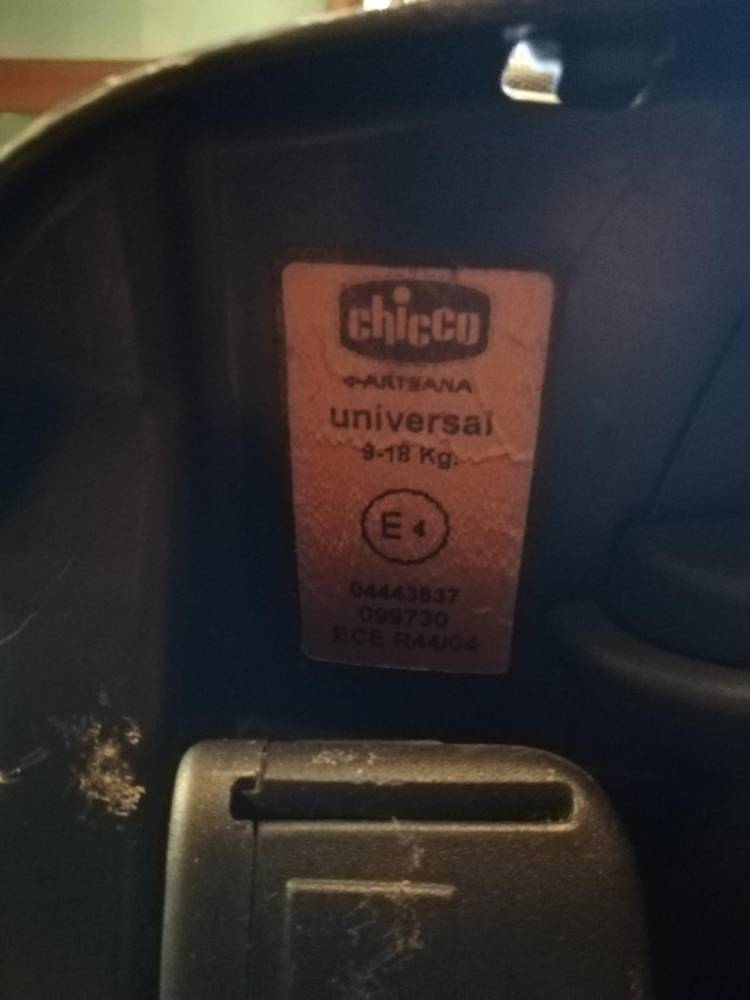 chicco
ARTSANA
universal
9-18 Kg.
E 4
04443637
099730
ECE R44/04